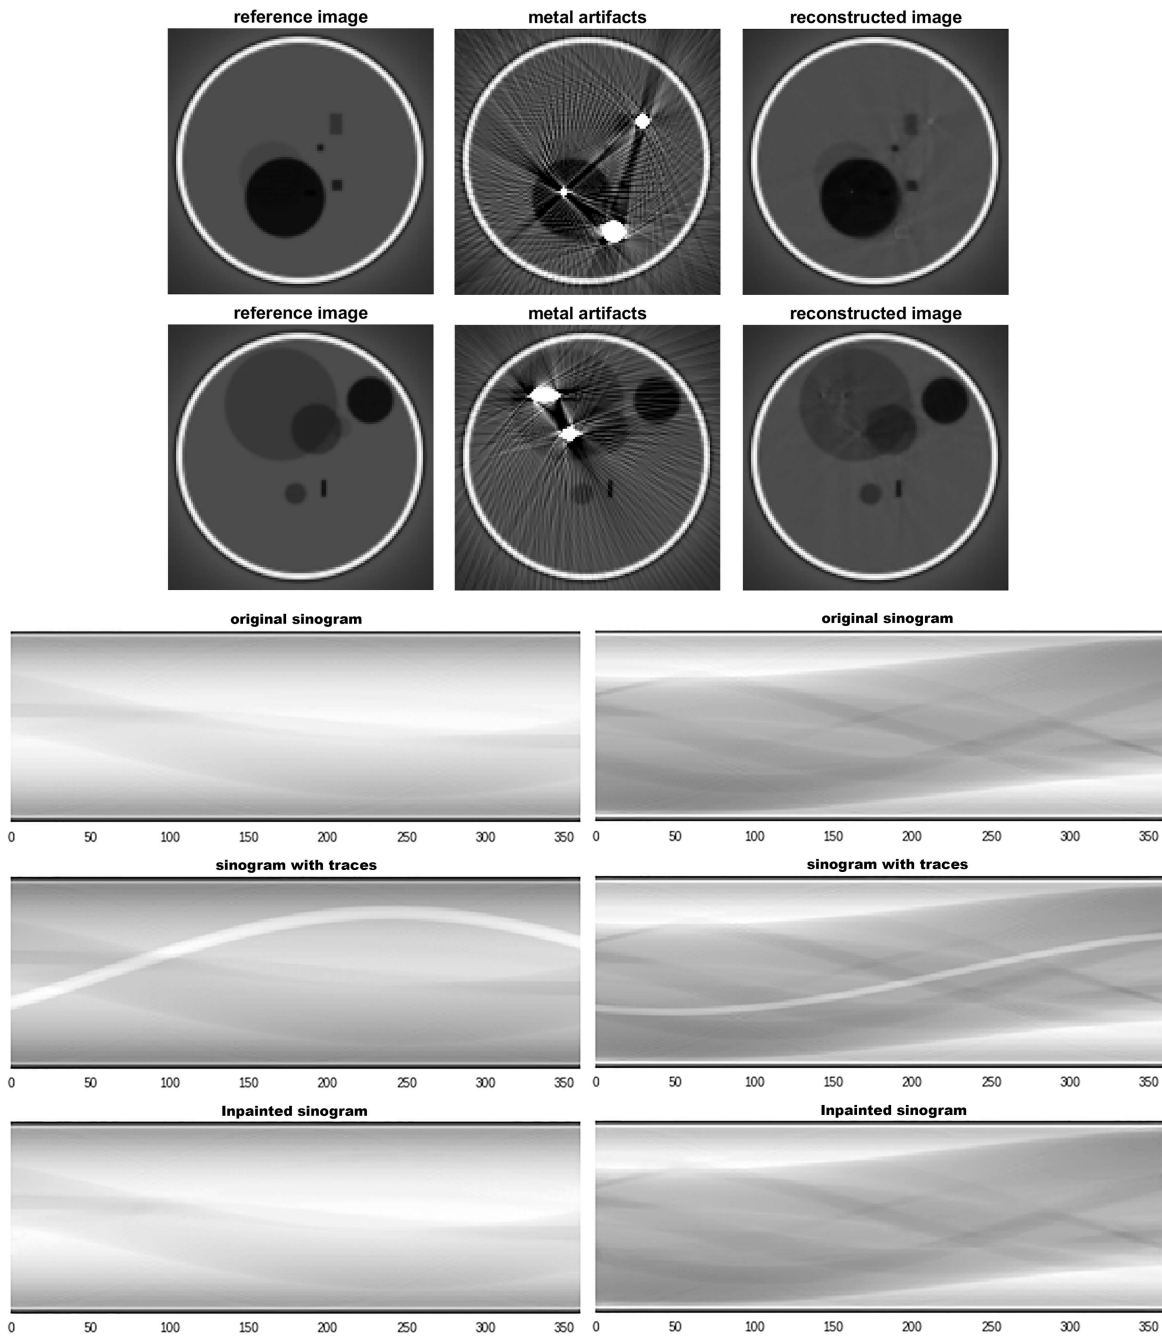 reference image metal artifacts reconstructed image
reference image metal artifacts reconstructed image
original sinogram original sinogram
0 50 100 150 200 250 300 350 0 50 100 150 200 250 300 350
sinogram with traces sinogram with traces
0 50 100 150 200 250 300 350 0 50 100 150 200 250 300 350
Inpainted sinogram Inpainted sinogram
0 50 100 150 200 250 300 350 0 50 100 150 200 250 300 350